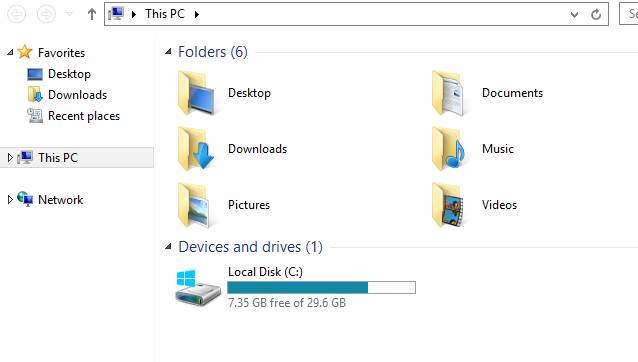 This PC
Se
Favorites
Desktop
Downloads
Recent places
This PC
Network
Folders (6)
Desktop
Documents
Downloads
Music
Pictures
Videos
Devices and drives (1)
Local Disk (C:)
7.35 GB free of 29.6 GB